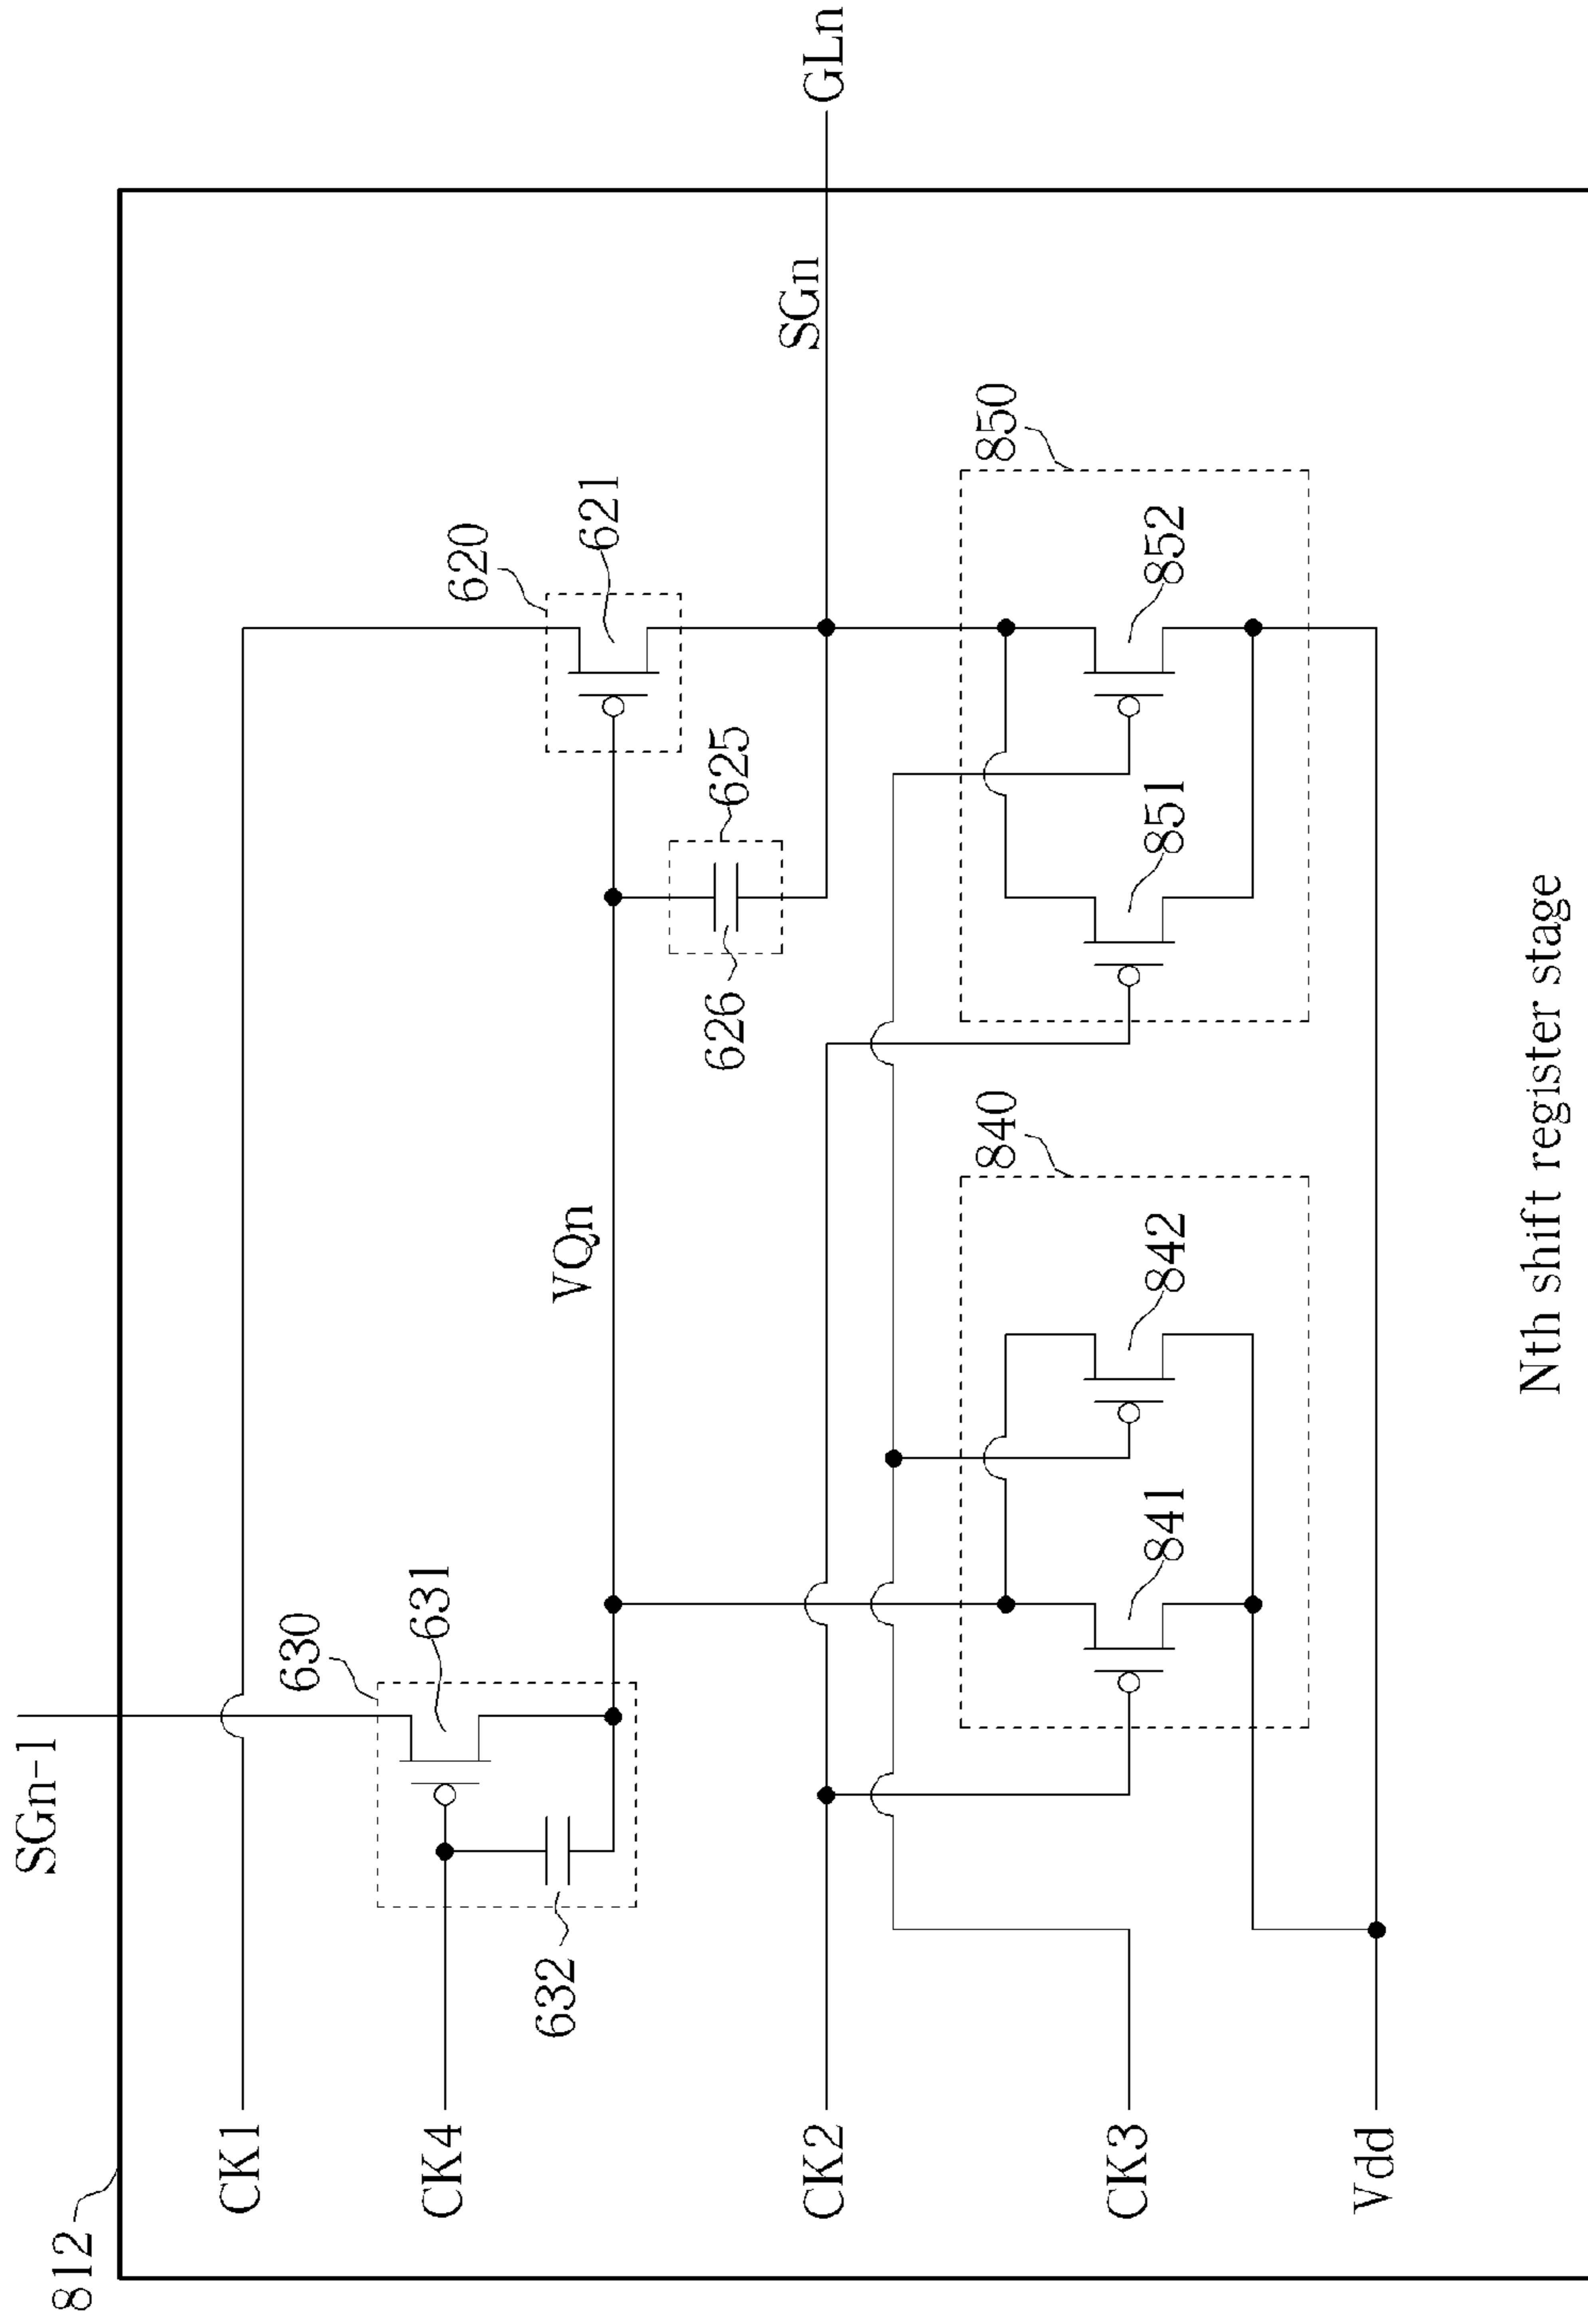 812
SGn-1
CK1
630
631
632
CK4
620
621
VQn
625
626
SGn
GLn
CK2
840
841
842
850
851
852
CK3
Vdd
Nth shift register stage